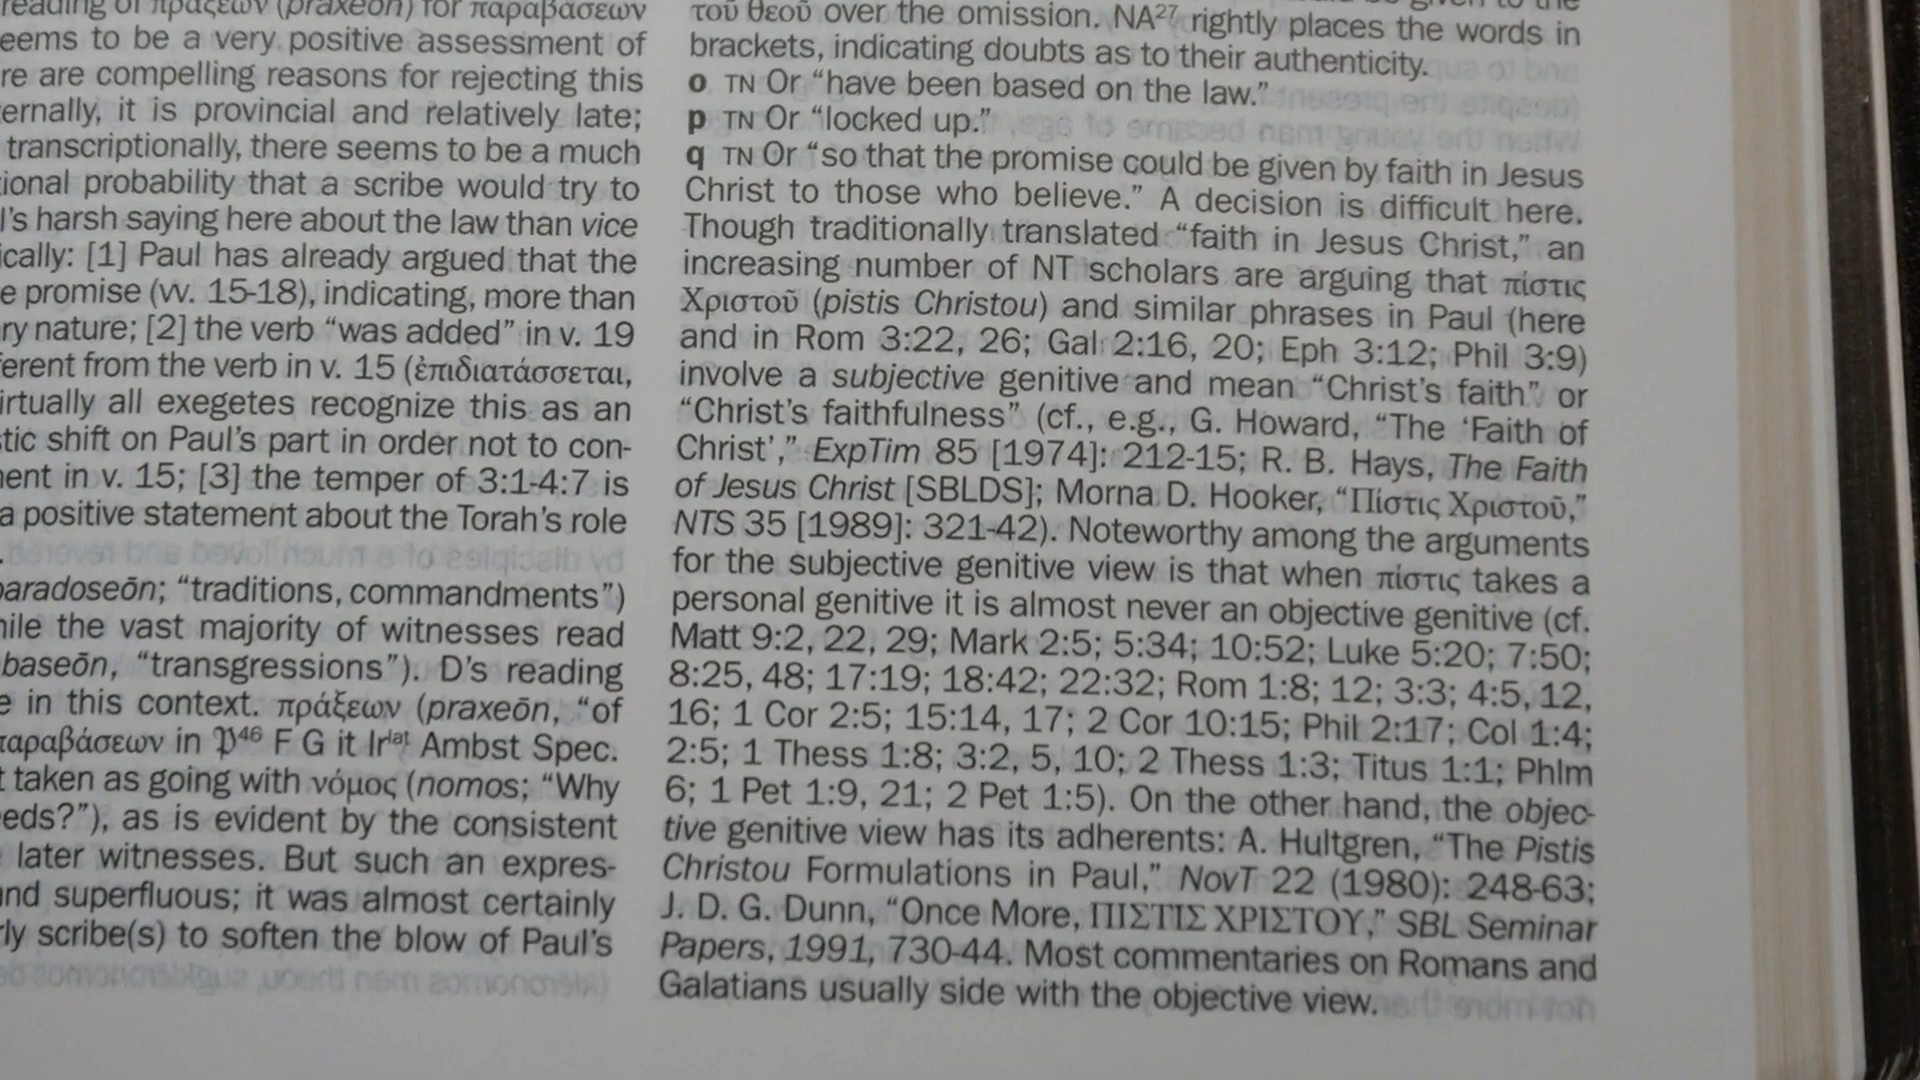 reading of πράξεων (praxeōn) for παραβάσεων
eems to be a very positive assessment of
re are compelling reasons for rejecting this
ernally, it is provincial and relatively late;
transcriptionally, there seems to be a much
ional probability that a scribe would try to
l's harsh saying here about the law than vice
ically: [1] Paul has already argued that the
e promise (vv. 15-18), indicating, more than
ry nature; [2] the verb “was added” in v. 19
ferent from the verb in v. 15 (ἐπιδιατάσσεται,
irtually all exegetes recognize this as an
tic shift on Paul's part in order not to con-
ment in v. 15; [3] the temper of 3:1-4:7 is
a positive statement about the Torah's role
.
paradoseōn; “traditions, commandments”)
hile the vast majority of witnesses read
baseōn, “transgressions”). D's reading
e in this context. πράξεων (praxeōn, “of
παραβάσεων in 𝔓46 F G it Irlat Ambst Spec.
t taken as going with νόμος (nomos; “Why
eeds?”), as is evident by the consistent
later witnesses. But such an expres-
and superfluous; it was almost certainly
rly scribe(s) to soften the blow of Paul's
τοῦ θεοῦ over the omission. NA27 rightly places the words in
brackets, indicating doubts as to their authenticity.
o TN Or “have been based on the law.”
p TN Or “locked up.”
q TN Or “so that the promise could be given by faith in Jesus
Christ to those who believe.” A decision is difficult here.
Though traditionally translated “faith in Jesus Christ,” an
increasing number of NT scholars are arguing that πίστις
Χριστοῦ (pistis Christou) and similar phrases in Paul (here
and in Rom 3:22, 26; Gal 2:16, 20; Eph 3:12; Phil 3:9)
involve a subjective genitive and mean “Christ's faith” or
“Christ's faithfulness” (cf., e.g., G. Howard, “The ‘Faith of
Christ’,” ExpTim 85 [1974]: 212-15; R. B. Hays, The Faith
of Jesus Christ [SBLDS]; Morna D. Hooker, “Πίστις Χριστοῦ,”
NTS 35 [1989]: 321-42). Noteworthy among the arguments
for the subjective genitive view is that when πίστις takes a
personal genitive it is almost never an objective genitive (cf.
Matt 9:2, 22, 29; Mark 2:5; 5:34; 10:52; Luke 5:20; 7:50;
8:25, 48; 17:19; 18:42; 22:32; Rom 1:8; 12; 3:3; 4:5, 12,
16; 1 Cor 2:5; 15:14, 17; 2 Cor 10:15; Phil 2:17; Col 1:4;
2:5; 1 Thess 1:8; 3:2, 5, 10; 2 Thess 1:3; Titus 1:1; Phlm
6; 1 Pet 1:9, 21; 2 Pet 1:5). On the other hand, the objec-
tive genitive view has its adherents: A. Hultgren, “The Pistis
Christou Formulations in Paul,” NovT 22 (1980): 248-63;
J. D. G. Dunn, “Once More, ΠΙΣΤΙΣ ΧΡΙΣΤΟΥ,” SBL Seminar
Papers, 1991, 730-44. Most commentaries on Romans and
Galatians usually side with the objective view.